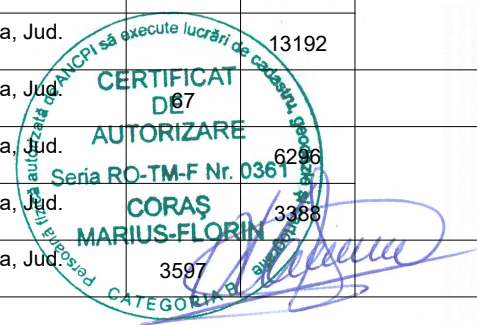 a, Jud. 13192
a, Jud. 67
a, Jud. 6296
a, Jud. 3388
a, Jud. 3597
Persoană fizică autorizată de ANCPI să execute lucrări de cadastru, geodezie și
CERTIFICAT
DE
AUTORIZARE
Seria RO-TM-F Nr. 0361
CORAȘ
MARIUS-FLORIN
CATEGORIA B